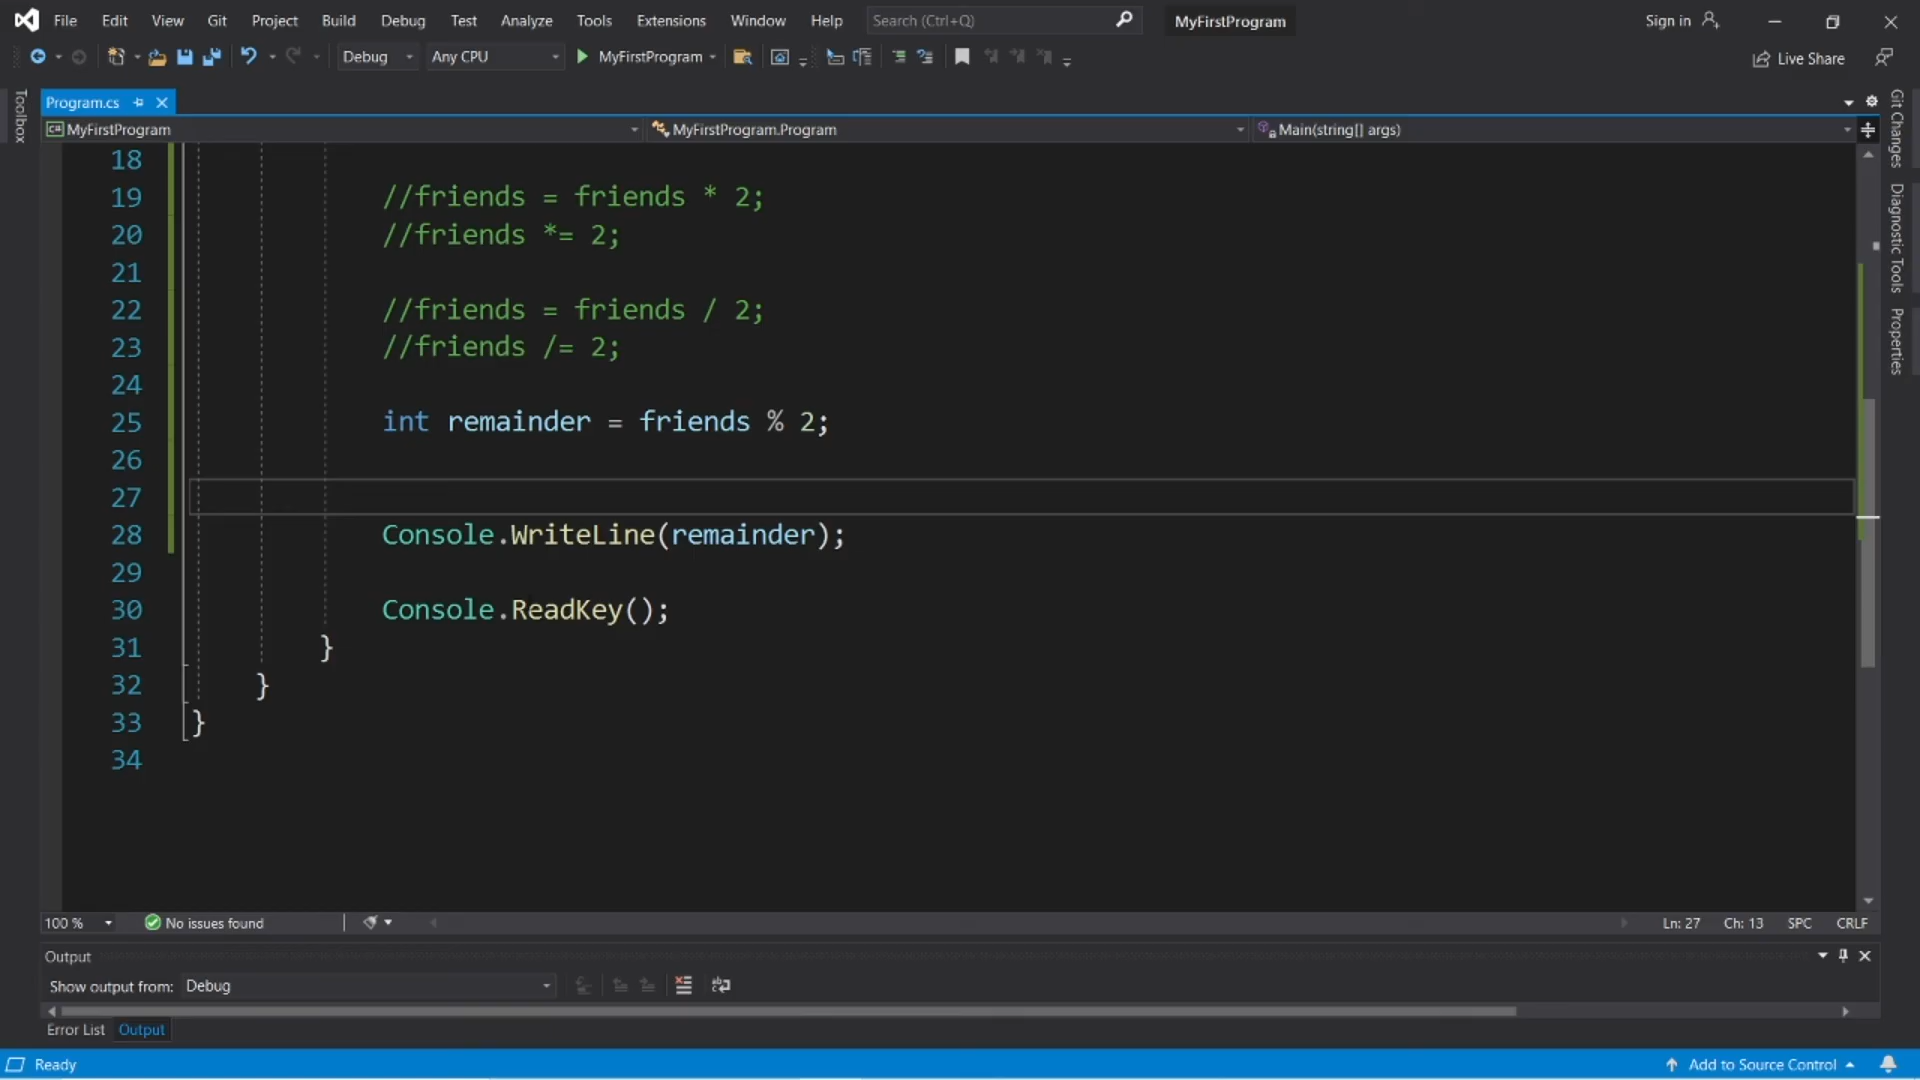 File Edit View Git Project Build Debug Test Analyze Tools Extensions Window Help Search (Ctrl+Q) MyFirstProgram Sign in
Debug Any CPU MyFirstProgram Live Share
Toolbox
Program.cs
MyFirstProgram MyFirstProgram.Program Main(string[] args)
Git Changes
Diagnostic Tools
Properties
18
19 //friends = friends * 2;
20 //friends *= 2;
21
22 //friends = friends / 2;
23 //friends /= 2;
24
25 int remainder = friends % 2;
26
27
28 Console.WriteLine(remainder);
29
30 Console.ReadKey();
31 }
32 }
33 }
34
100 % No issues found Ln: 27 Ch: 13 SPC CRLF
Output
Show output from: Debug
Error List Output
Ready Add to Source Control